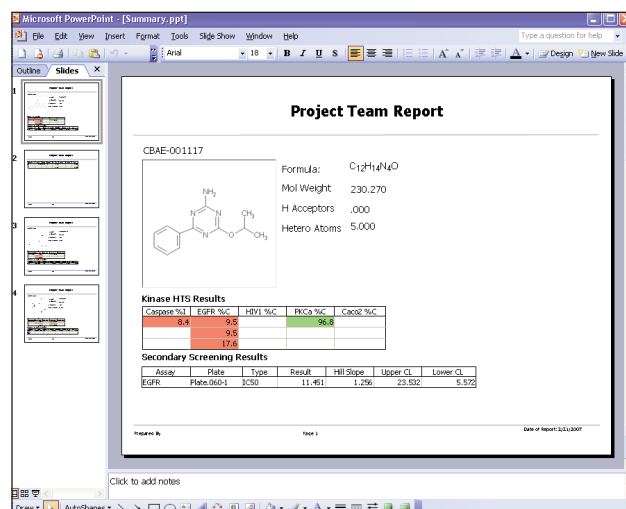 Microsoft PowerPoint - [Summary.ppt]
File Edit View Insert Format Tools Slide Show Window Help Type a question for help
Arial 18 B I U S Design New Slide
Outline Slides
Project Team Report
1
2
3
4
CBAE-001117
Formula: C12H14N4O
Mol Weight 230.270
H Acceptors .000
Hetero Atoms 5.000
NH2
N N CH3
N O CH3
Kinase HTS Results
Caspase %I EGFR %C HIV1 %C PKCa %C Caco2 %C
8.4 9.5 96.8
9.5
17.6
Secondary Screening Results
Assay Plate Type Result Hill Slope Upper CL Lower CL
EGFR Plate.060-1 IC50 11.451 1.256 23.532 5.572
Prepared By Page 1 Date of Report: 2/21/2007
Click to add notes
Draw AutoShapes